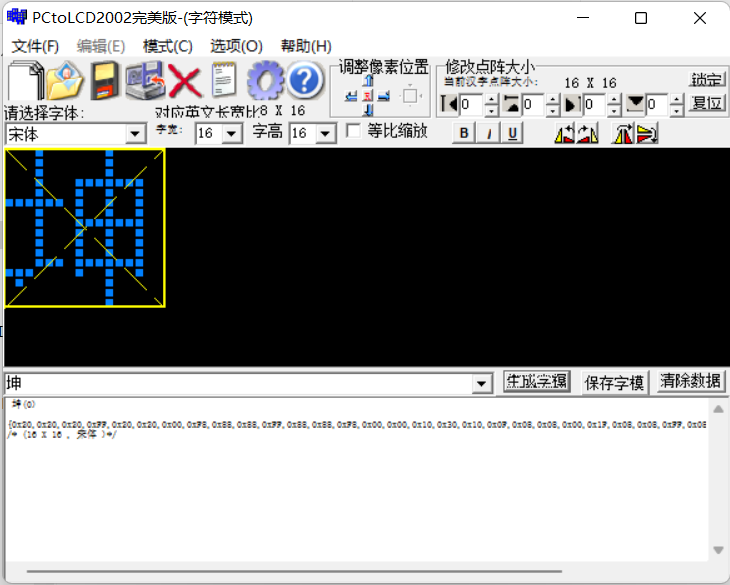 PCtoLCD2002完美版-(字符模式)
文件(F) 编辑(E) 模式(C) 选项(O) 帮助(H)
调整像素位置 修改点阵大小
当前汉字点阵大小: 16 X 16 锁定
0 0 0 0 复位
请选择字体: 对应英文长宽比8 X 16
宋体 字宽: 16 字高 16 等比缩放 B I U
坤
坤 生成字模 保存字模 清除数据
坤(0)
{0x20,0x20,0x20,0xFF,0x20,0x20,0x00,0xF8,0x88,0x88,0xFF,0x88,0x88,0xF8,0x00,0x00,0x10,0x30,0x10,0x0F,0x08,0x08,0x00,0x1F,0x08,0x08,0xFF,0x08
/* (16 X 16 , 宋体 )*/